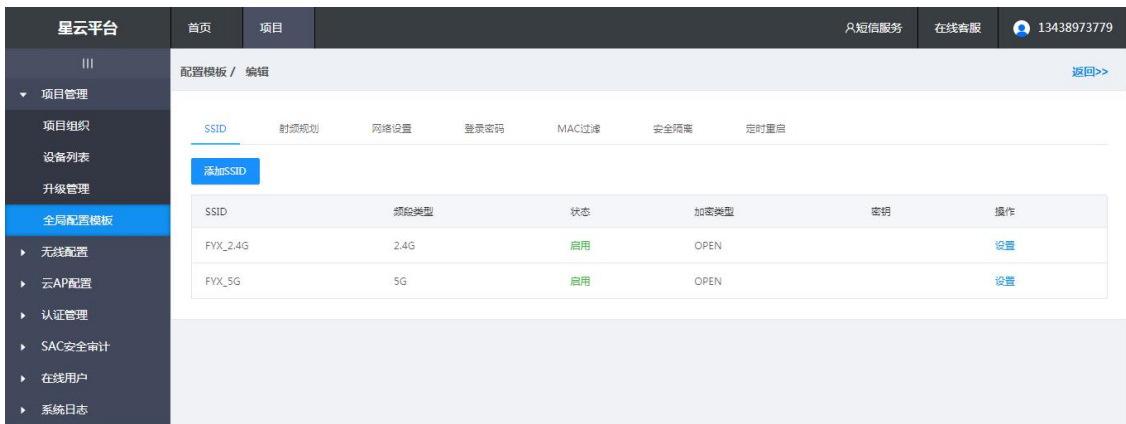 星云平台 首页 项目 短信服务 在线客服 13438973779
配置模板 / 编辑 返回>>
项目管理
项目组织
设备列表
升级管理
全局配置模板
无线配置
云AP配置
认证管理
SAC安全审计
在线用户
系统日志
SSID 射频规划 网络设置 登录密码 MAC过滤 安全隔离 定时重启
添加SSID
SSID 频段类型 状态 加密类型 密钥 操作
FYX_2.4G 2.4G 启用 OPEN 设置
FYX_5G 5G 启用 OPEN 设置